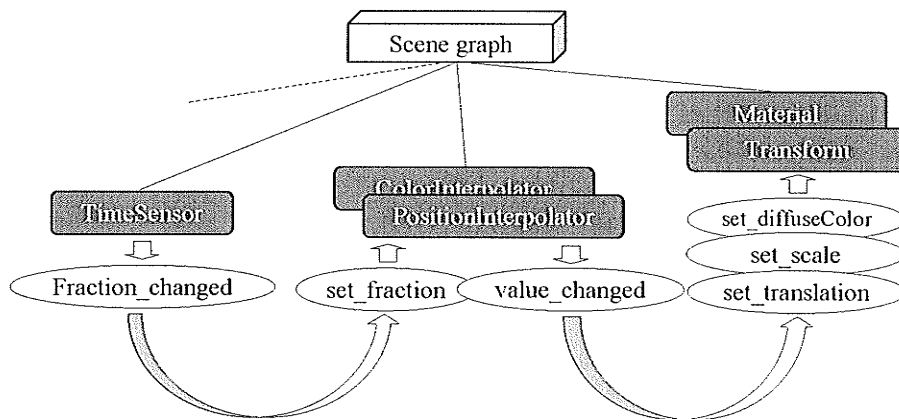 Scene graph
Material
Transform
ColorInterpolator
TimeSensor
PositionInterpolator
set_diffuseColor
set_scale
Fraction_changed
set_fraction
value_changed
set_translation